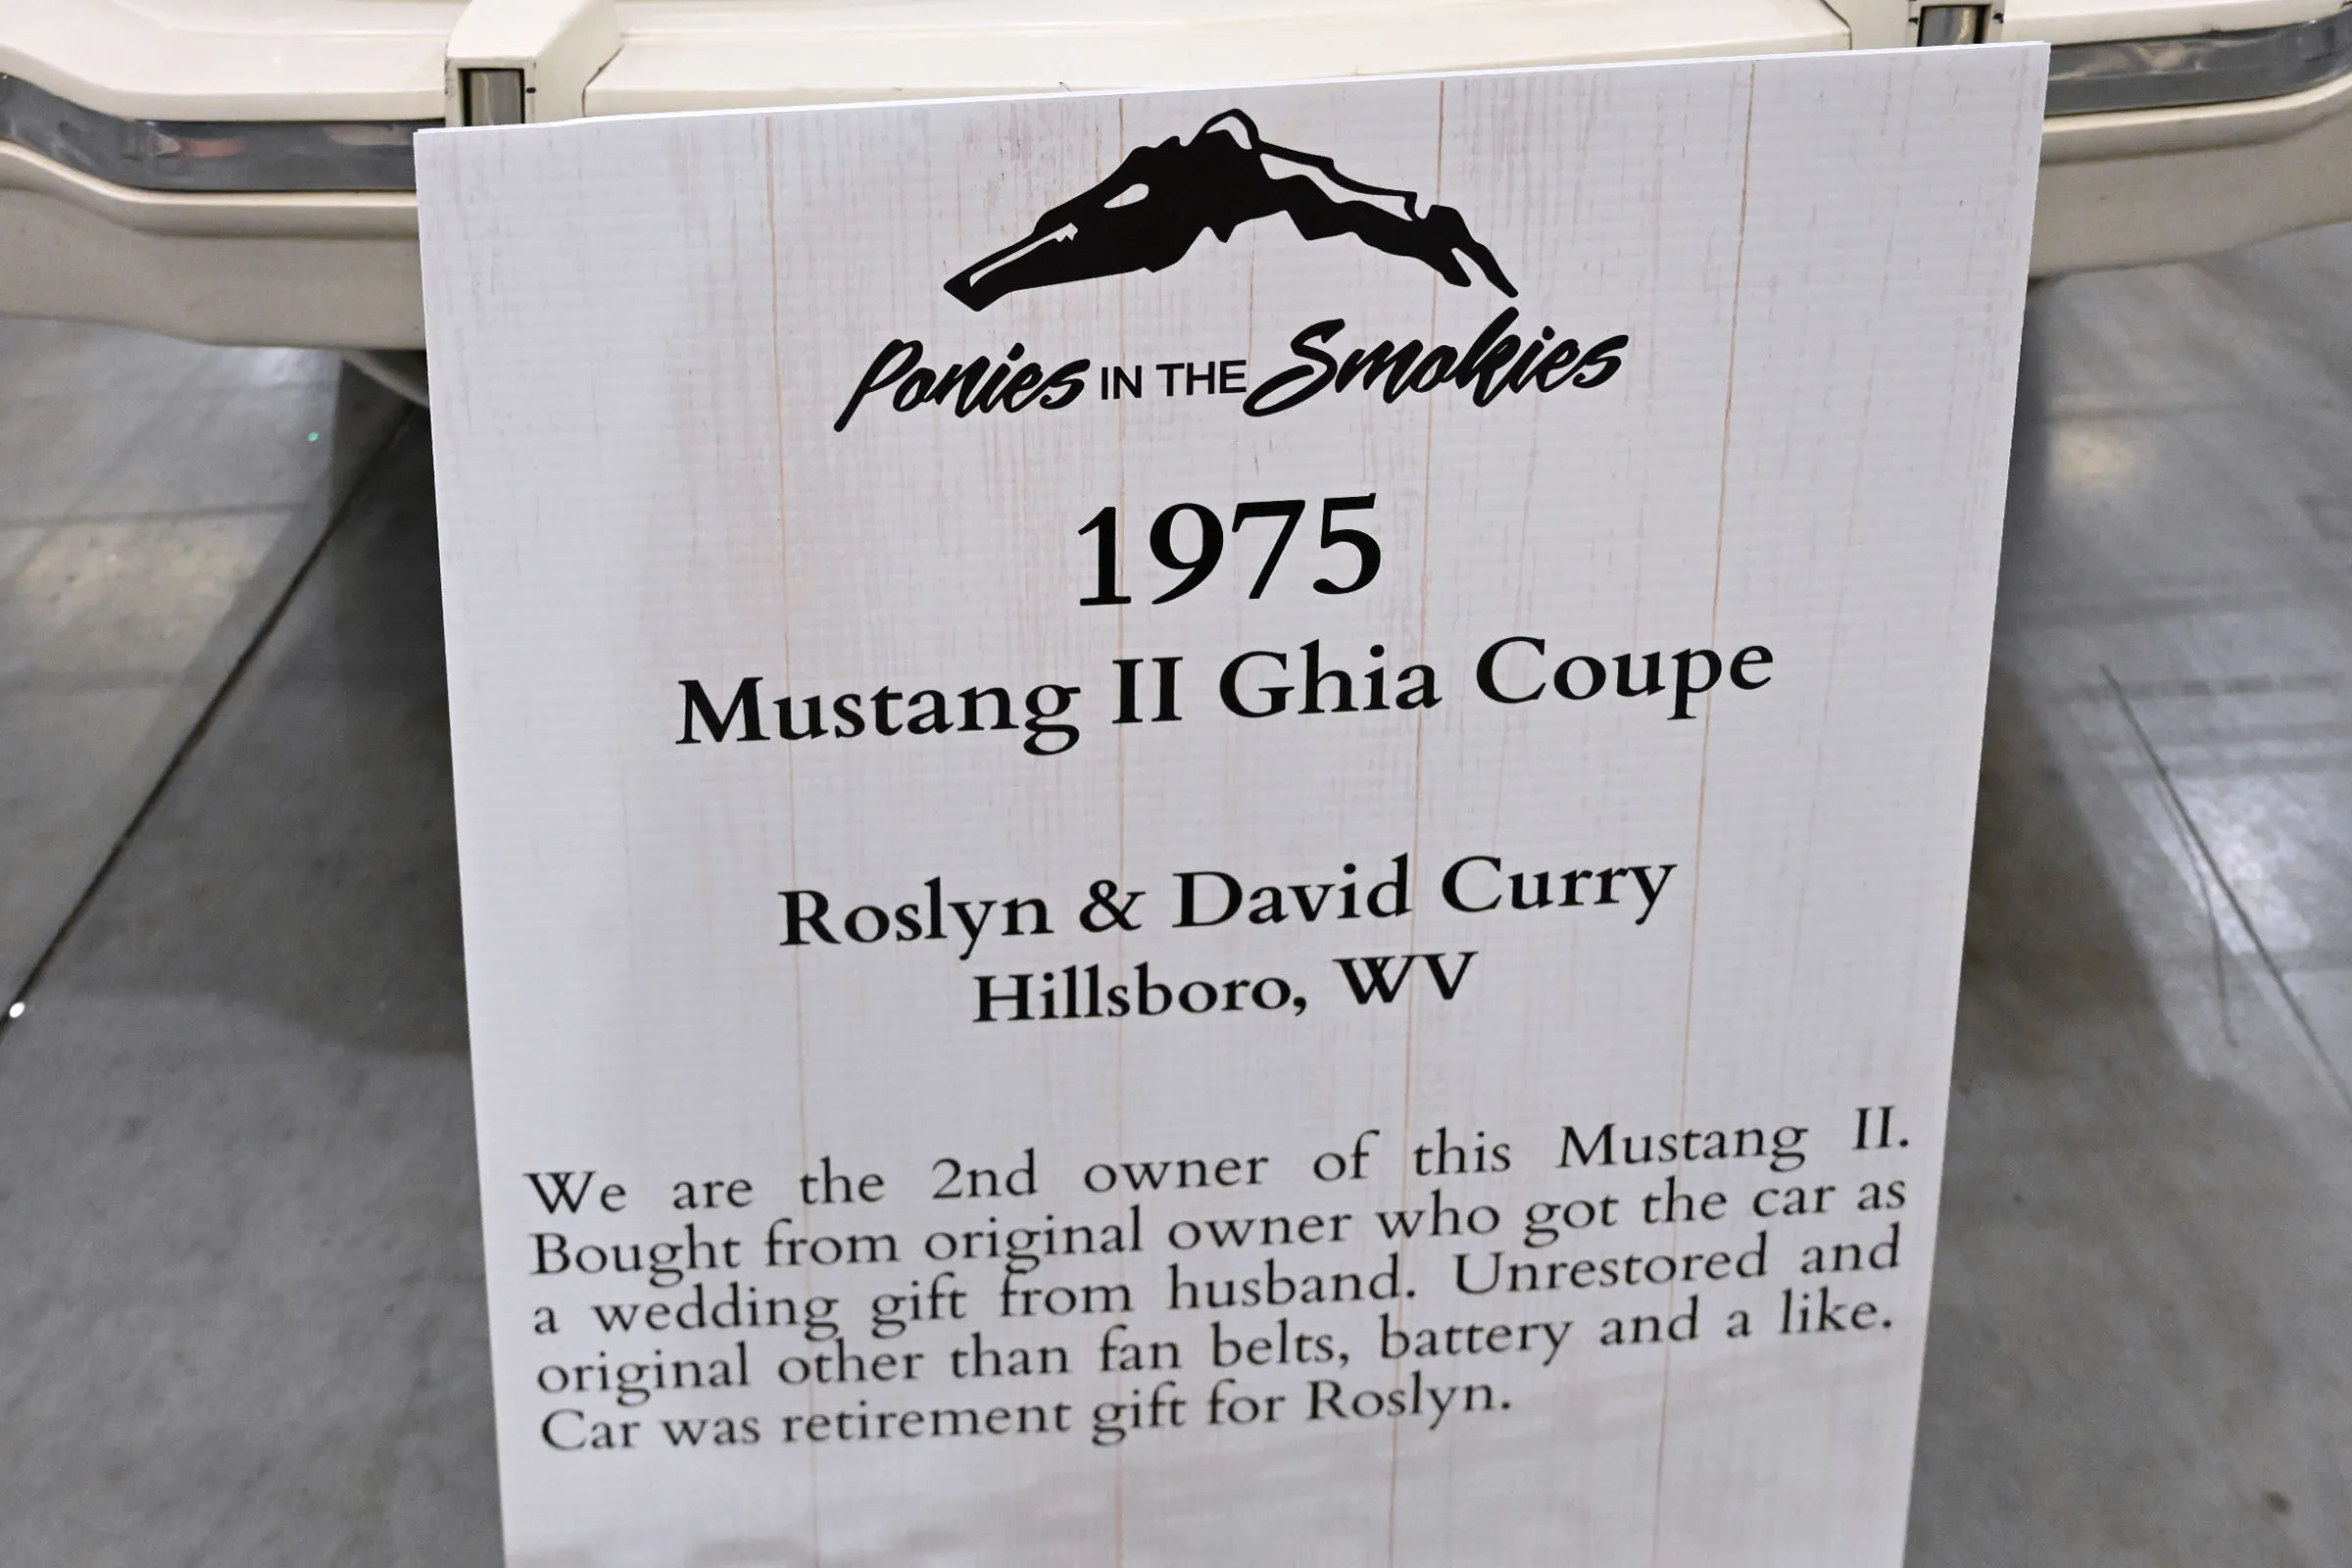 Ponies IN THE Smokies
1975
Mustang II Ghia Coupe
Roslyn & David Curry
Hillsboro, WV
We are the 2nd owner of this Mustang II.
Bought from original owner who got the car as
a wedding gift from husband. Unrestored and
original other than fan belts, battery and a like.
Car was retirement gift for Roslyn.